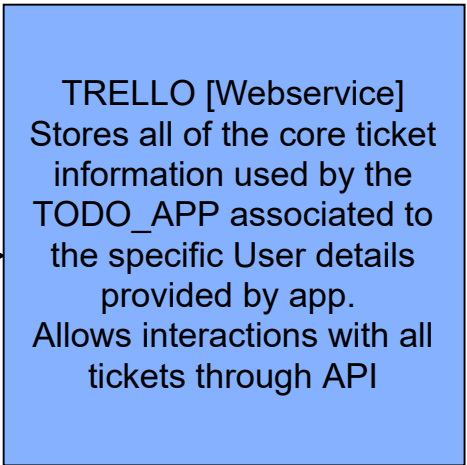 TRELLO [Webservice]
Stores all of the core ticket
information used by the
TODO_APP associated to
the specific User details
provided by app.
Allows interactions with all
tickets through API